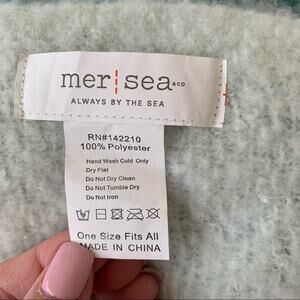 mer¦sea &CO
ALWAYS BY THE SEA
RN#142210
100% Polyester
Hand Wash Cold Only
Dry Flat
Do Not Dry Clean
Do Not Tumble Dry
Do Not Iron
One Size Fits All
MADE IN CHINA